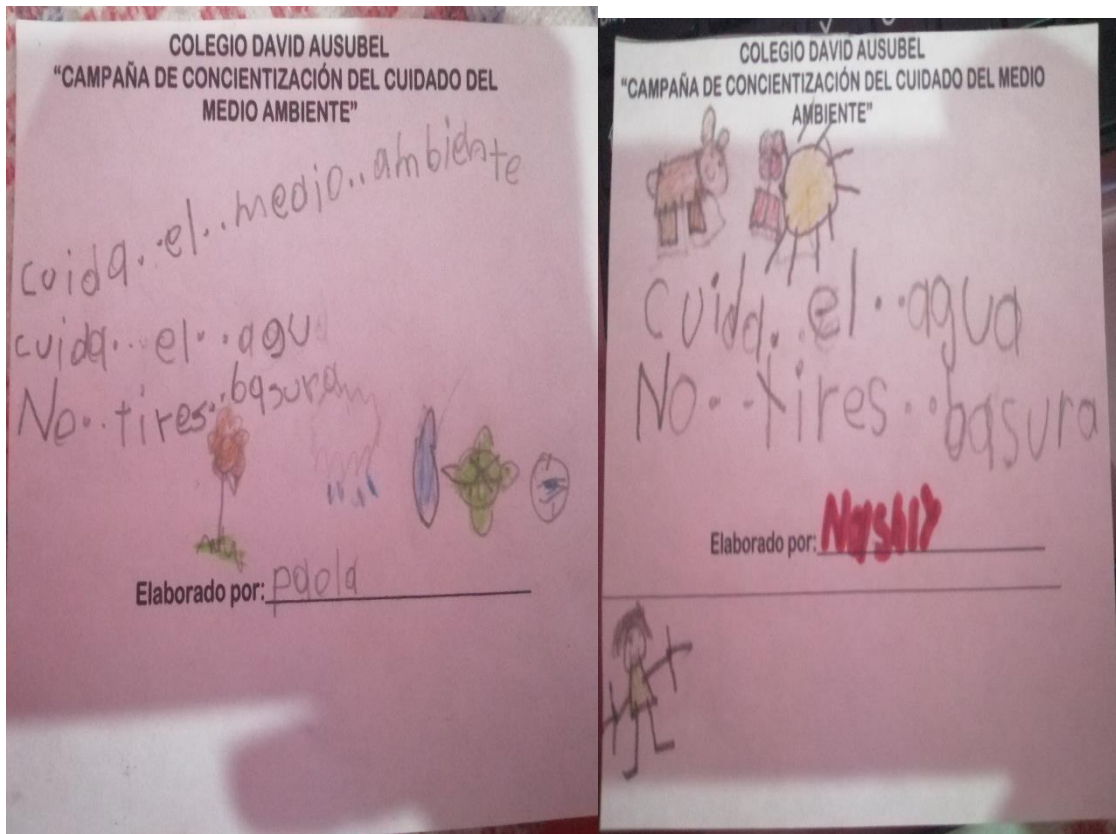 COLEGIO DAVID AUSUBEL
“CAMPAÑA DE CONCIENTIZACIÓN DEL CUIDADO DEL
MEDIO AMBIENTE”
cuida..el..medio..ambiente
cuida..el..agu
No..tires..basura
Elaborado por: paola
COLEGIO DAVID AUSUBEL
“CAMPAÑA DE CONCIENTIZACIÓN DEL CUIDADO DEL MEDIO
AMBIENTE”
cuida..el..agua
No..tires..basura
Elaborado por: Nashly